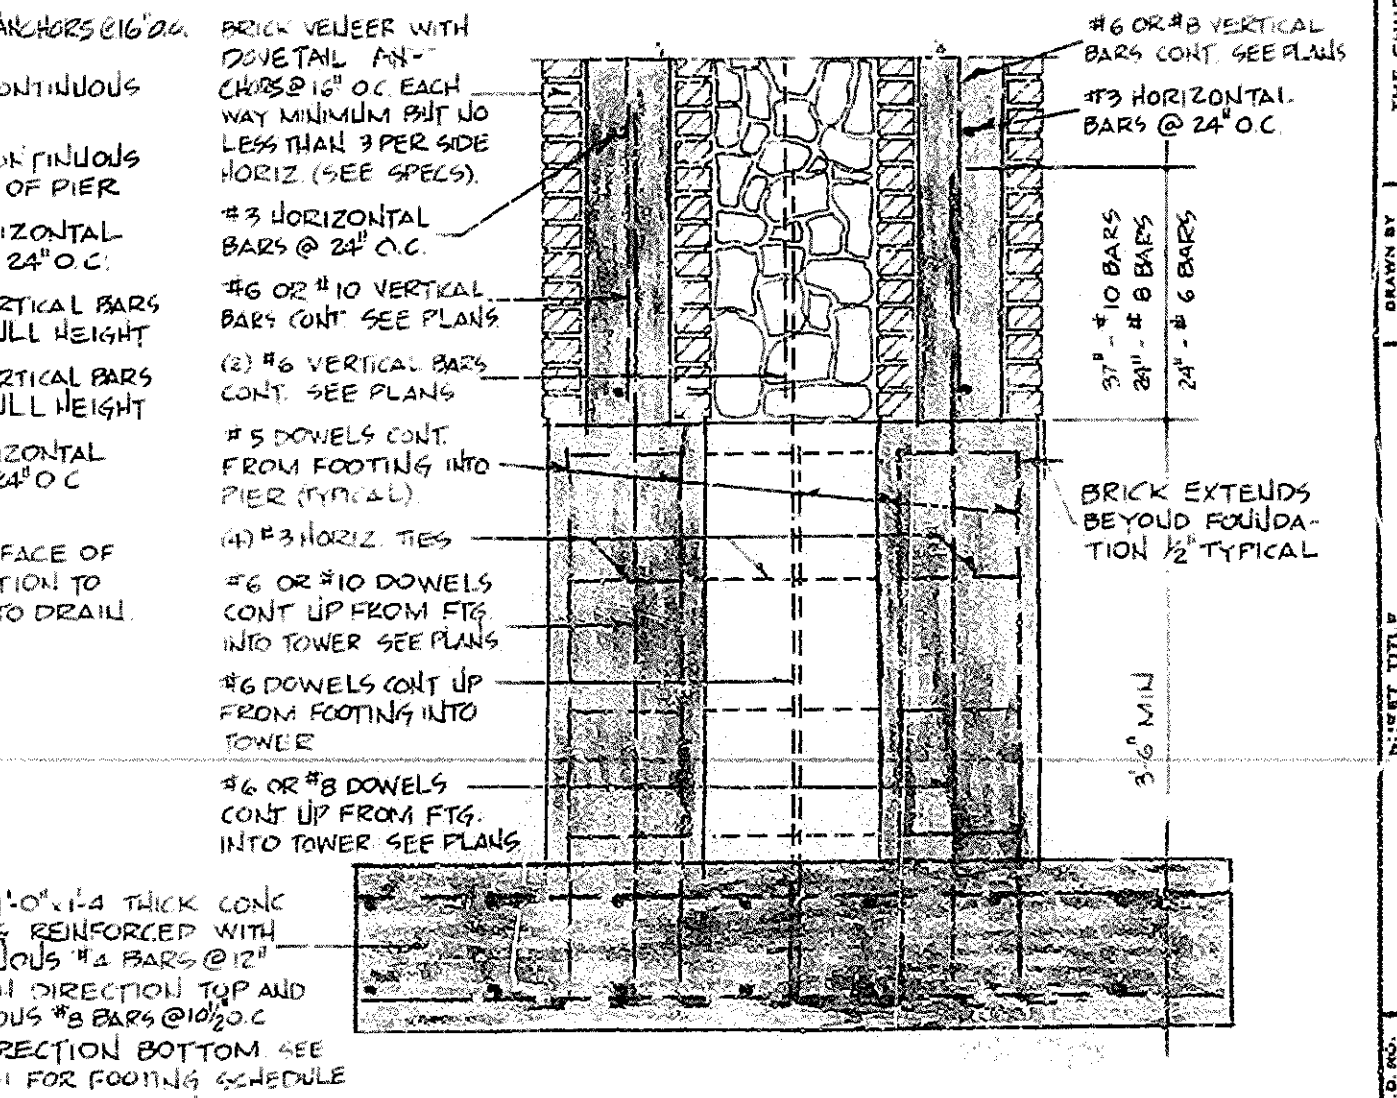 ANCHORS @16" O.C.
CONTINUOUS
CONTINUOUS
OF PIER
IZONTAL
24" O.C.
RTICAL BARS
ULL HEIGHT
RTICAL BARS
ULL HEIGHT
IZONTAL
24" O C
FACE OF
TION TO
TO DRAIN.
BRICK VENEER WITH
DOVETAIL AN-
CHORS @ 16" O.C. EACH
WAY MINIMUM BUT NO
LESS THAN 3 PER SIDE
HORIZ. (SEE SPECS).
#3 HORIZONTAL
BARS @ 24" O.C.
#6 OR #10 VERTICAL
BARS CONT. SEE PLANS
(2) #6 VERTICAL BARS
CONT. SEE PLANS
#5 DOWELS CONT.
FROM FOOTING INTO
PIER (TYPICAL)
(4) #3 HORIZ. TIES
#6 OR #10 DOWELS
CONT UP FROM FTG.
INTO TOWER SEE PLANS
#6 DOWELS CONT UP
FROM FOOTING INTO
TOWER
#6 OR #8 DOWELS
CONT UP FROM FTG.
INTO TOWER SEE PLANS
1'-0" x 1-4 THICK CONC
REINFORCED WITH
#4 BARS @ 12"
DIRECTION TOP AND
#8 BARS @ 10 1/2 O.C
RECTION BOTTOM. SEE
FOR FOOTING SCHEDULE
#6 OR #8 VERTICAL
BARS CONT. SEE PLANS
#3 HORIZONTAL
BARS @ 24" O.C.
37" - #10 BARS
24" - # 8 BARS
24" - # 6 BARS
BRICK EXTENDS
BEYOND FOUNDA-
TION 1/2" TYPICAL
3'6" MIN
DRAWN BY
SHEET TITLE